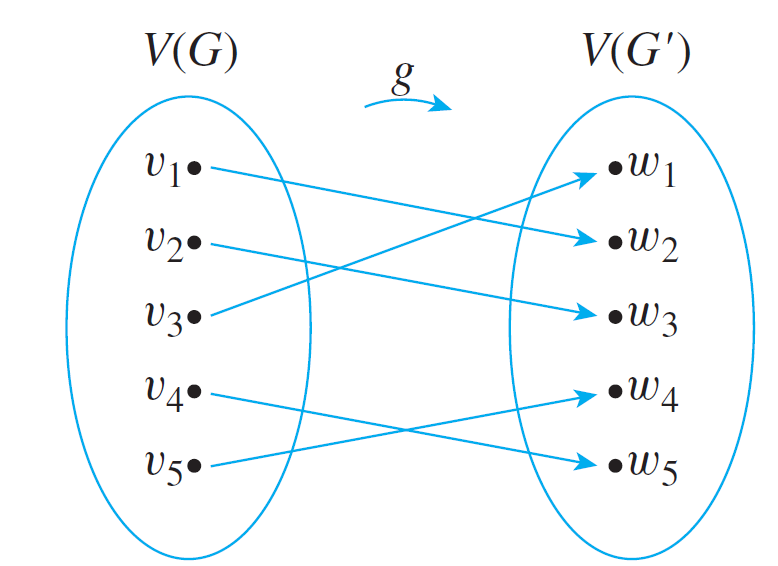 V(G) g V(G′)
v₁ w₁
v₂ w₂
v₃ w₃
v₄ w₄
v₅ w₅